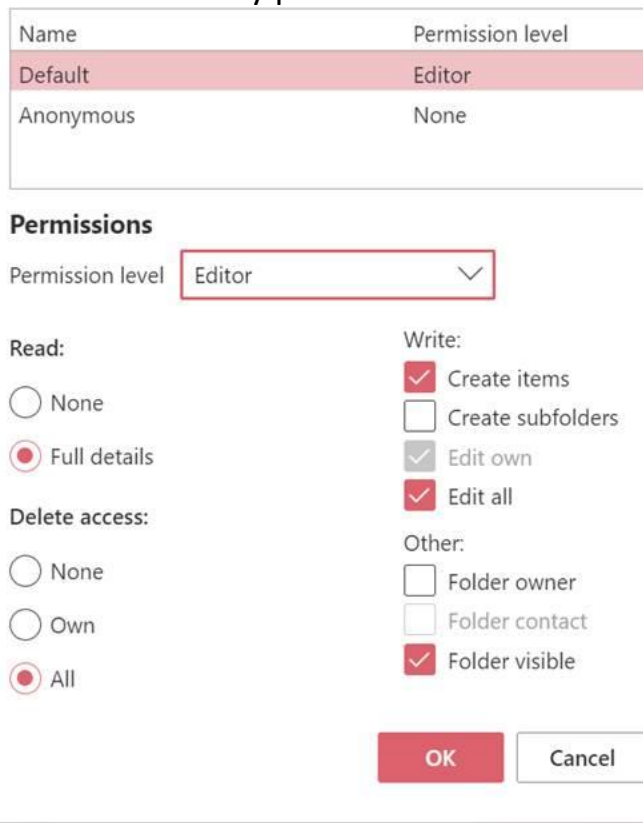 Name Permission level
Default Editor
Anonymous None
Permissions
Permission level Editor
Read:
None
Full details
Delete access:
None
Own
All
Write:
Create items
Create subfolders
Edit own
Edit all
Other:
Folder owner
Folder contact
Folder visible
OK Cancel